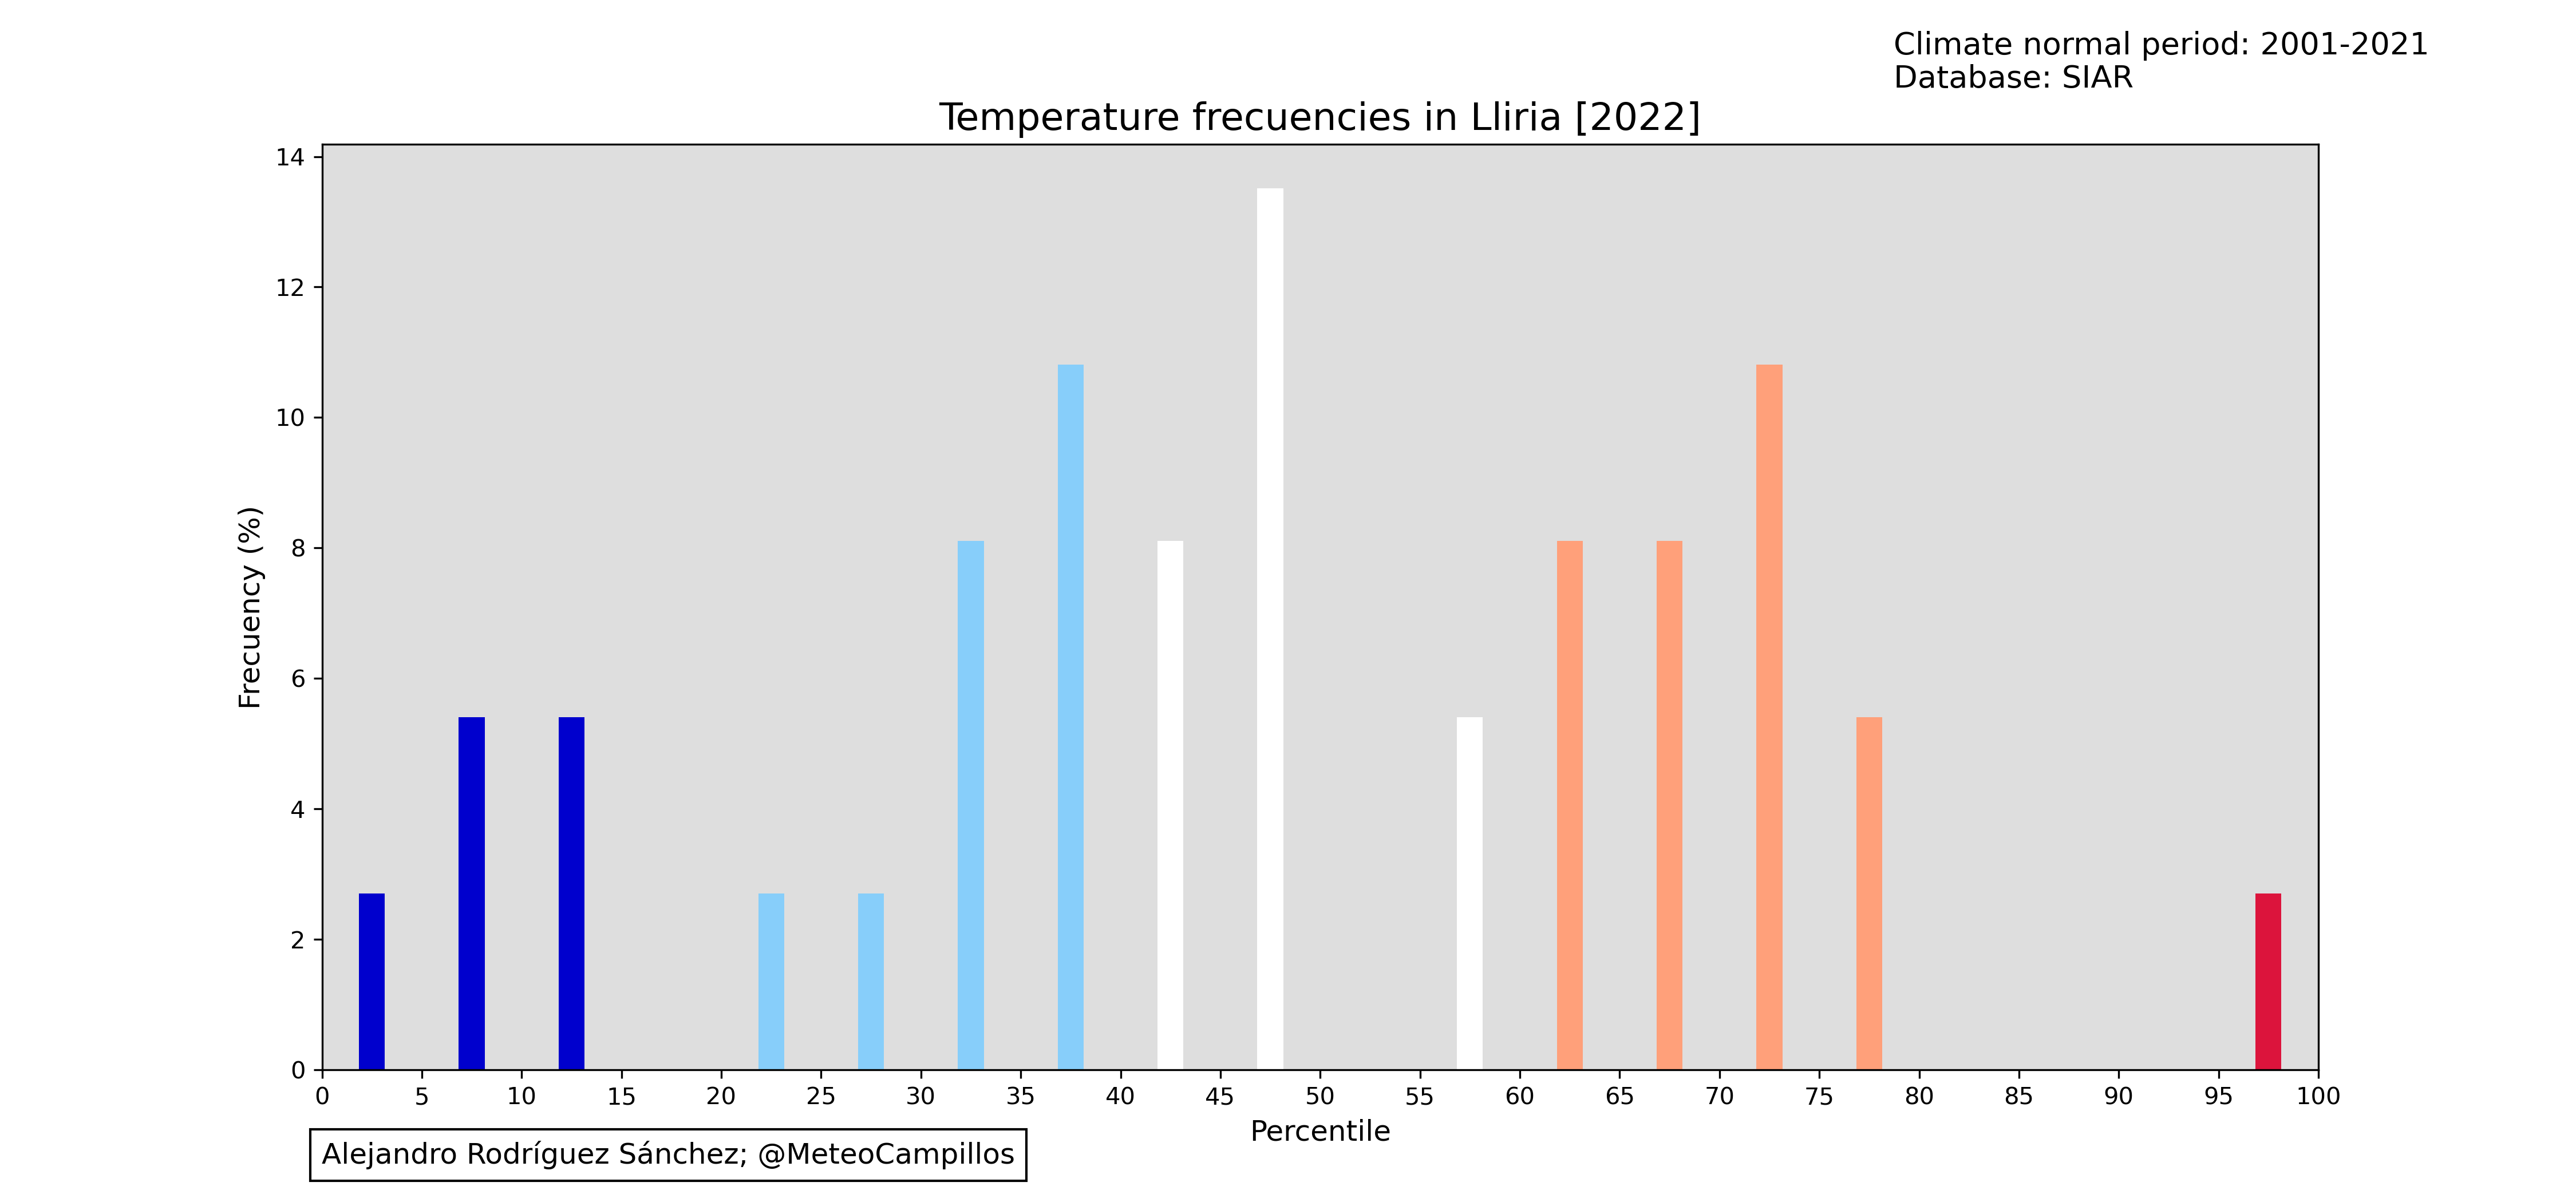 Climate normal period: 2001-2021
Database: SIAR
Temperature frecuencies in Lliria [2022]
14
12
10
8
6
4
2
0
Frecuency (%)
0 5 10 15 20 25 30 35 40 45 50 55 60 65 70 75 80 85 90 95 100
Percentile
Alejandro Rodríguez Sánchez; @MeteoCampillos